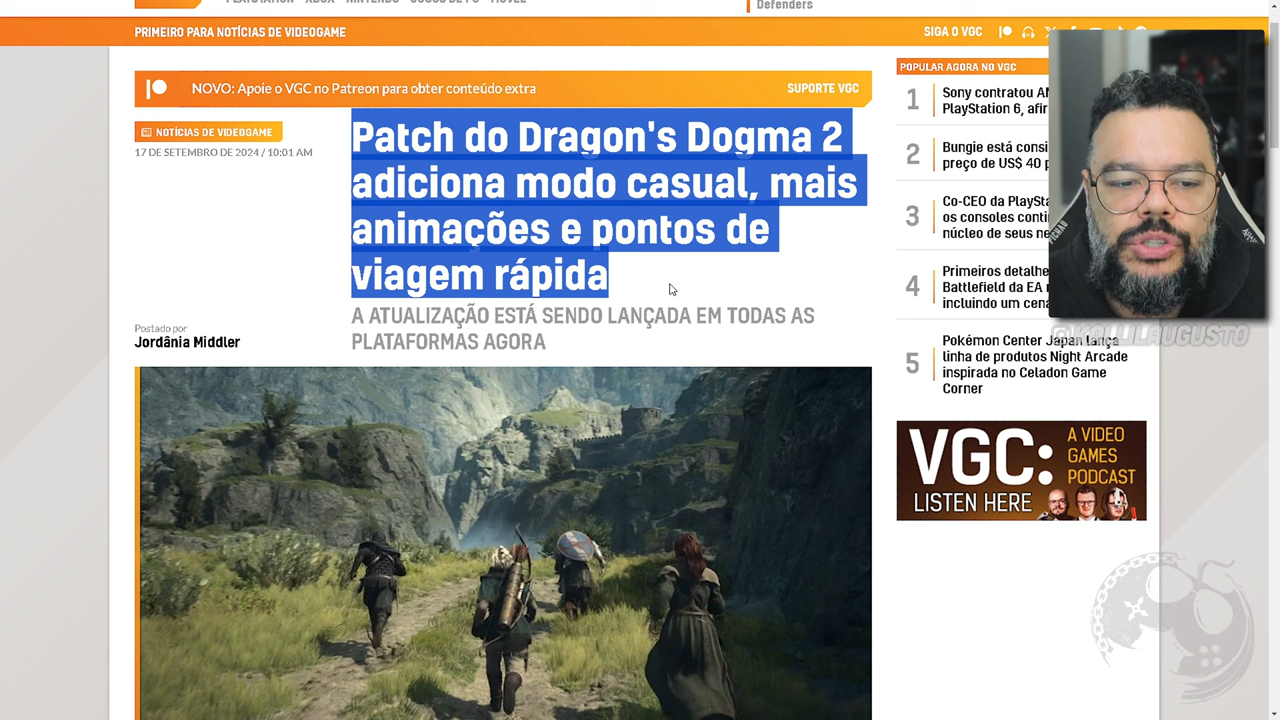 Defenders
PRIMEIRO PARA NOTÍCIAS DE VIDEOGAME
SIGA O VGC
NOVO: Apoie o VGC no Patreon para obter conteúdo extra
SUPORTE VGC
NOTÍCIAS DE VIDEOGAME
17 DE SETEMBRO DE 2024 / 10:01 AM
Patch do Dragon's Dogma 2
adiciona modo casual, mais
animações e pontos de
viagem rápida
A ATUALIZAÇÃO ESTÁ SENDO LANÇADA EM TODAS AS
PLATAFORMAS AGORA
Postado por
Jordânia Middler
POPULAR AGORA NO VGC
1
Sony contratou
PlayStation 6,
2
Bungie está
preço de US$ 40
3
Co-CEO da
os consoles
núcleo de seus
4
Primeiros
Battlefield da EA
incluindo um
5
Pokémon Center Japan lança
linha de produtos Night Arcade
inspirada no Celadon Game
Corner
@KALLILAUGUSTO
PICHAU
VGC:
A VIDEO
GAMES
PODCAST
LISTEN HERE